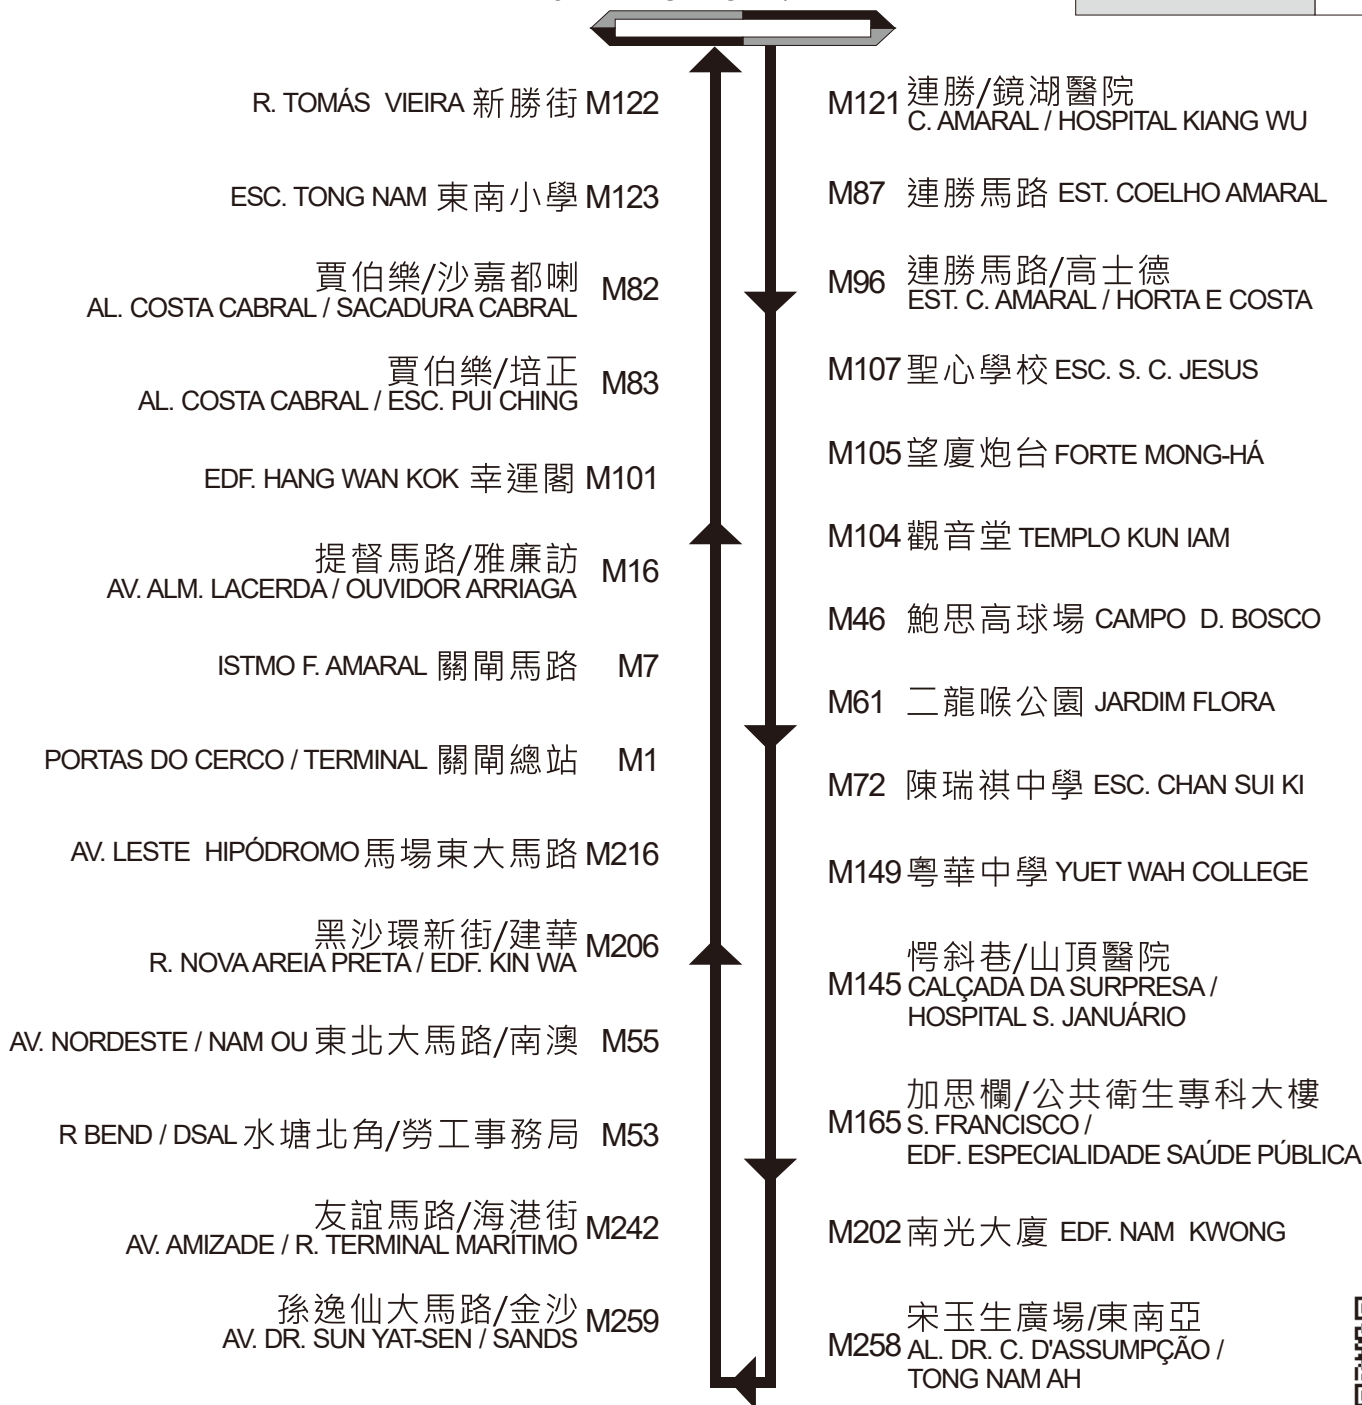 R. TOMÁS VIEIRA 新勝街 M122
ESC. TONG NAM 東南小學 M123
賈伯樂/沙嘉都喇
AL. COSTA CABRAL / SACADURA CABRAL
M82
賈伯樂/培正
AL. COSTA CABRAL / ESC. PUI CHING
M83
EDF. HANG WAN KOK 幸運閣 M101
提督馬路/雅廉訪
AV. ALM. LACERDA / OUVIDOR ARRIAGA
M16
ISTMO F. AMARAL 關閘馬路 M7
PORTAS DO CERCO / TERMINAL 關閘總站 M1
AV. LESTE HIPÓDROMO 馬場東大馬路 M216
黑沙環新街/建華
R. NOVA AREIA PRETA / EDF. KIN WA
M206
AV. NORDESTE / NAM OU 東北大馬路/南澳 M55
R BEND / DSAL 水塘北角/勞工事務局 M53
友誼馬路/海港街
AV. AMIZADE / R. TERMINAL MARÍTIMO
M242
孫逸仙大馬路/金沙
AV. DR. SUN YAT-SEN / SANDS
M259
M121 連勝/鏡湖醫院
C. AMARAL / HOSPITAL KIANG WU
M87 連勝馬路 EST. COELHO AMARAL
M96 連勝馬路/高士德
EST. C. AMARAL / HORTA E COSTA
M107 聖心學校 ESC. S. C. JESUS
M105 望廈炮台 FORTE MONG-HÁ
M104 觀音堂 TEMPLO KUN IAM
M46 鮑思高球場 CAMPO D. BOSCO
M61 二龍喉公園 JARDIM FLORA
M72 陳瑞祺中學 ESC. CHAN SUI KI
M149 粵華中學 YUET WAH COLLEGE
M145 愕斜巷/山頂醫院
CALÇADA DA SURPRESA /
HOSPITAL S. JANUÁRIO
M165 加思欄/公共衛生專科大樓
S. FRANCISCO /
EDF. ESPECIALIDADE SAÚDE PÚBLICA
M202 南光大廈 EDF. NAM KWONG
M258 宋玉生廣場/東南亞
AL. DR. C. D'ASSUMPÇÃO /
TONG NAM AH